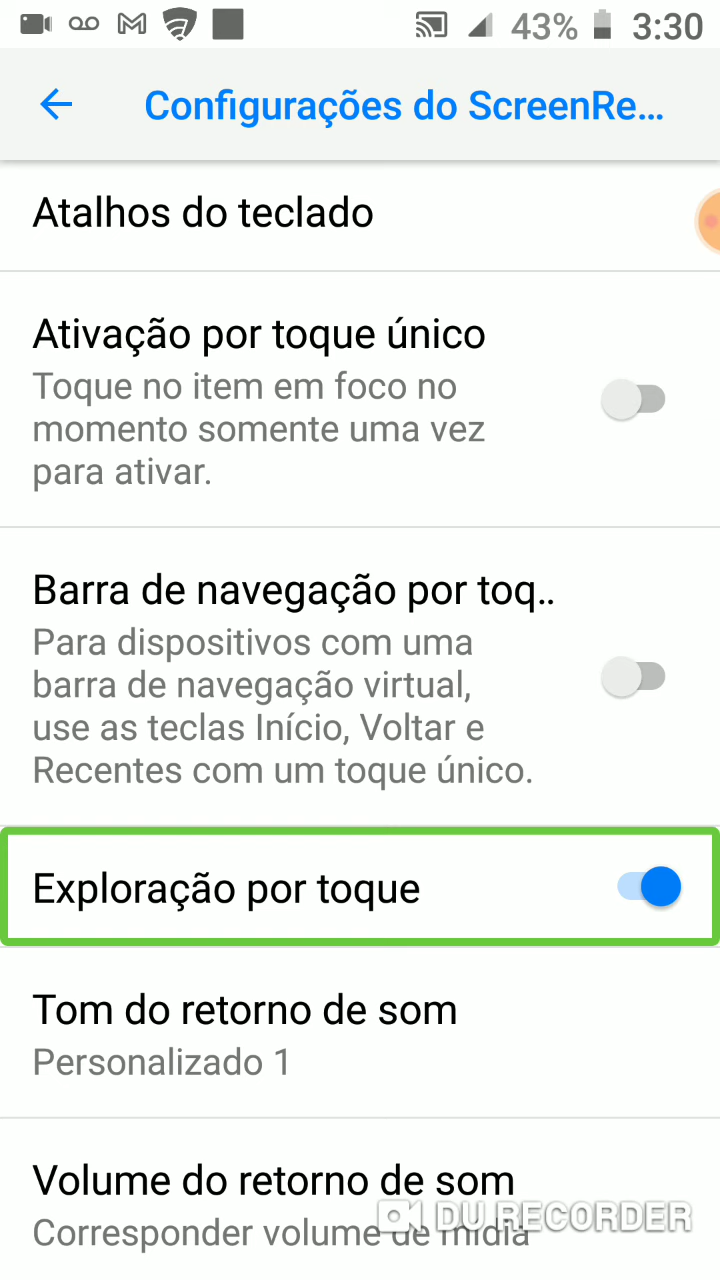 43% 3:30
Configurações do ScreenRe...
Atalhos do teclado
Ativação por toque único
Toque no item em foco no
momento somente uma vez
para ativar.
Barra de navegação por toq..
Para dispositivos com uma
barra de navegação virtual,
use as teclas Início, Voltar e
Recentes com um toque único.
Exploração por toque
Tom do retorno de som
Personalizado 1
Volume do retorno de som
Corresponder volume de mídia
DU RECORDER